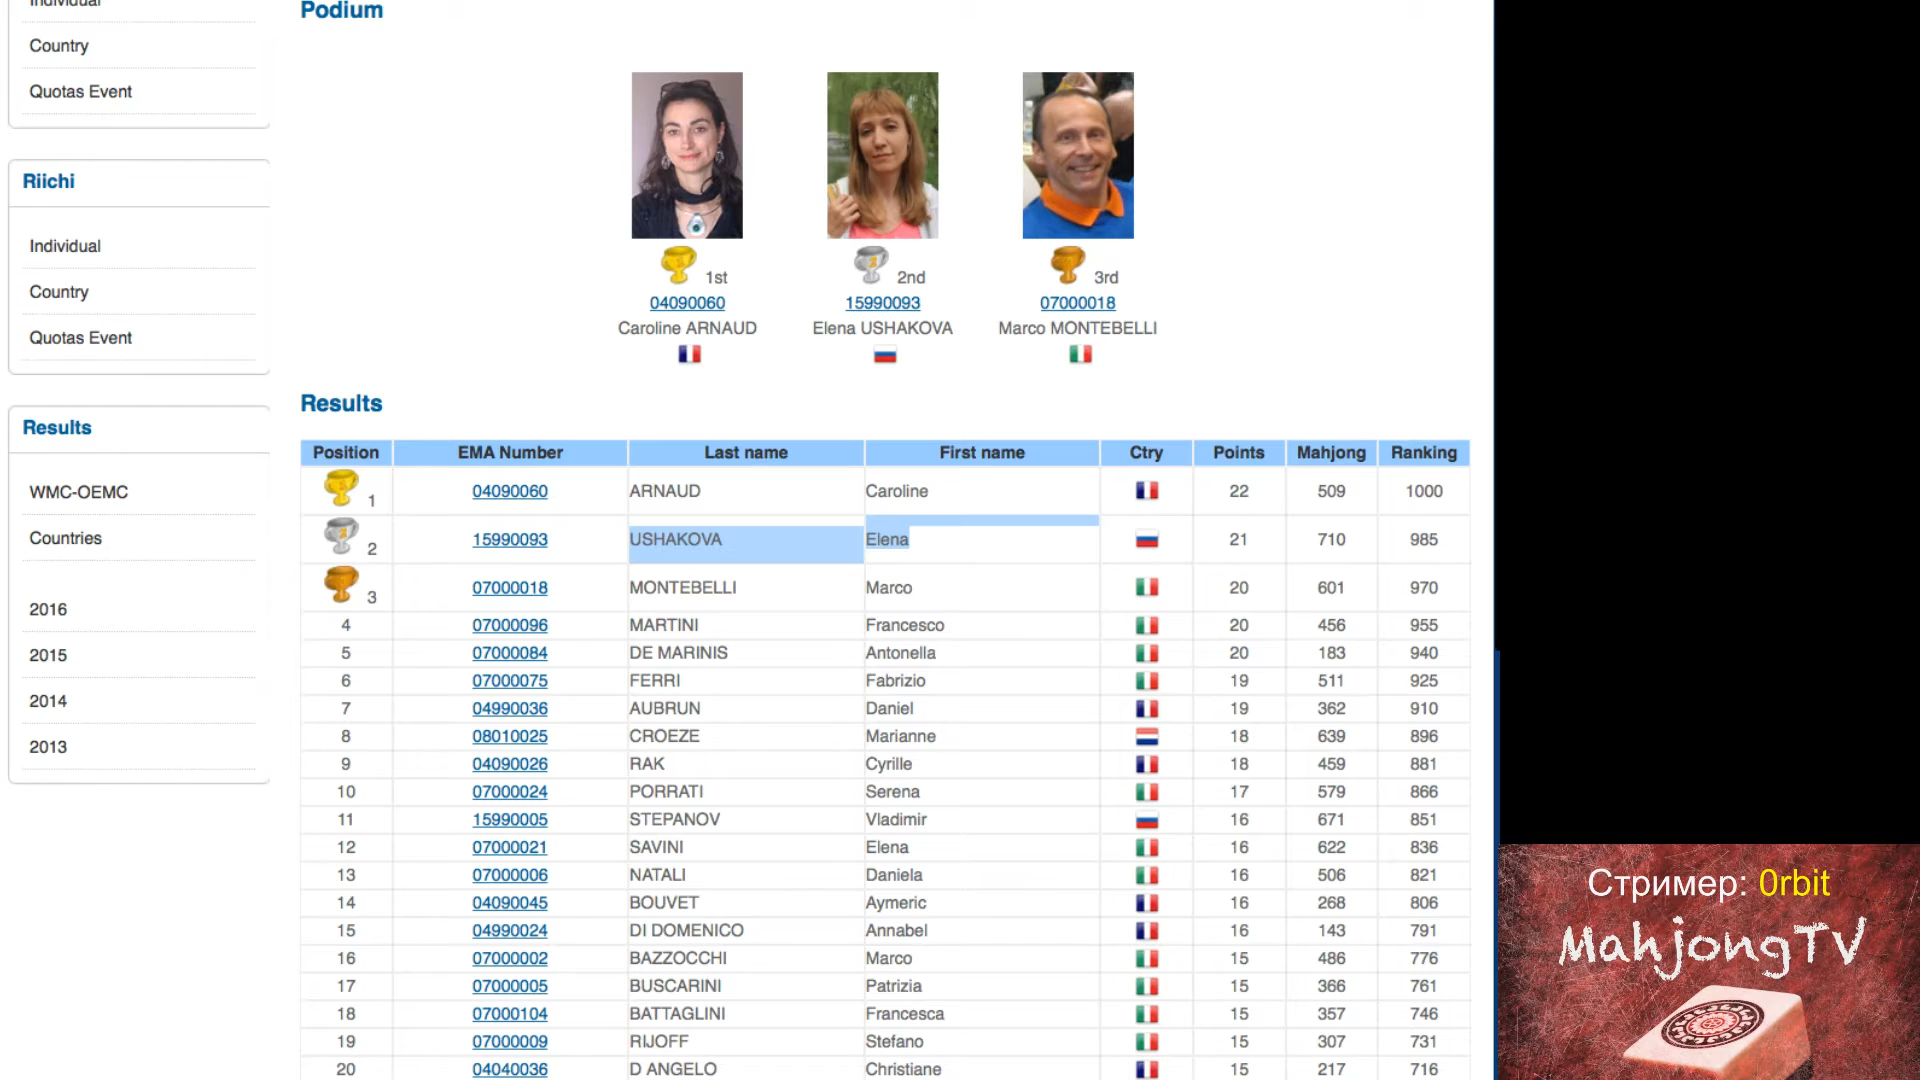 Individual
Country
Quotas Event
Riichi
Individual
Country
Quotas Event
Results
WMC-OEMC
Countries
2016
2015
2014
2013
Podium
1st
2nd
3rd
04090060
15990093
07000018
Caroline ARNAUD
Elena USHAKOVA
Marco MONTEBELLI
Results
Position EMA Number Last name First name Ctry Points Mahjong Ranking
1 04090060 ARNAUD Caroline 22 509 1000
2 15990093 USHAKOVA Elena 21 710 985
3 07000018 MONTEBELLI Marco 20 601 970
4 07000096 MARTINI Francesco 20 456 955
5 07000084 DE MARINIS Antonella 20 183 940
6 07000075 FERRI Fabrizio 19 511 925
7 04990036 AUBRUN Daniel 19 362 910
8 08010025 CROEZE Marianne 18 639 896
9 04090026 RAK Cyrille 18 459 881
10 07000024 PORRATI Serena 17 579 866
11 15990005 STEPANOV Vladimir 16 671 851
12 07000021 SAVINI Elena 16 622 836
13 07000006 NATALI Daniela 16 506 821
14 04090045 BOUVET Aymeric 16 268 806
15 04990024 DI DOMENICO Annabel 16 143 791
16 07000002 BAZZOCCHI Marco 15 486 776
17 07000005 BUSCARINI Patrizia 15 366 761
18 07000104 BATTAGLINI Francesca 15 357 746
19 07000009 RIJOFF Stefano 15 307 731
20 04040036 D ANGELO Christiane 15 217 716
Стример: 0rbit
MahjongTV